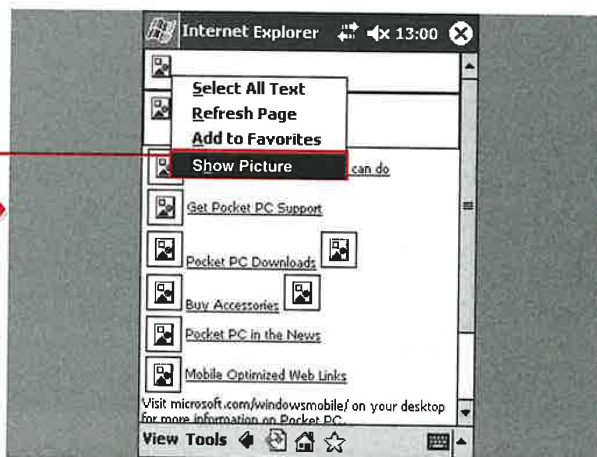 Internet Explorer 13:00
Select All Text
Refresh Page
Add to Favorites
Show Picture
can do
Get Pocket PC Support
Pocket PC Downloads
Buy Accessories
Pocket PC in the News
Mobile Optimized Web Links
Visit microsoft.com/windowsmobile/ on your desktop
for more information on Pocket PC.
View Tools